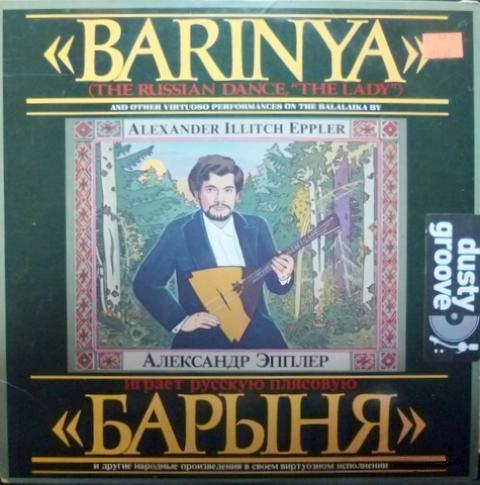 «BARINYA»
(THE RUSSIAN DANCE, "THE LADY")
AND OTHER VIRTUOSO PERFORMANCES ON THE BALALAIKA BY
ALEXANDER ILLITCH EPPLER
dusty
groove
АЛЕКСАНДР ЭППЛЕР
играет русскую плясовую
«БАРЫНЯ»
и другие народные произведения в своем виртуозном исполнении